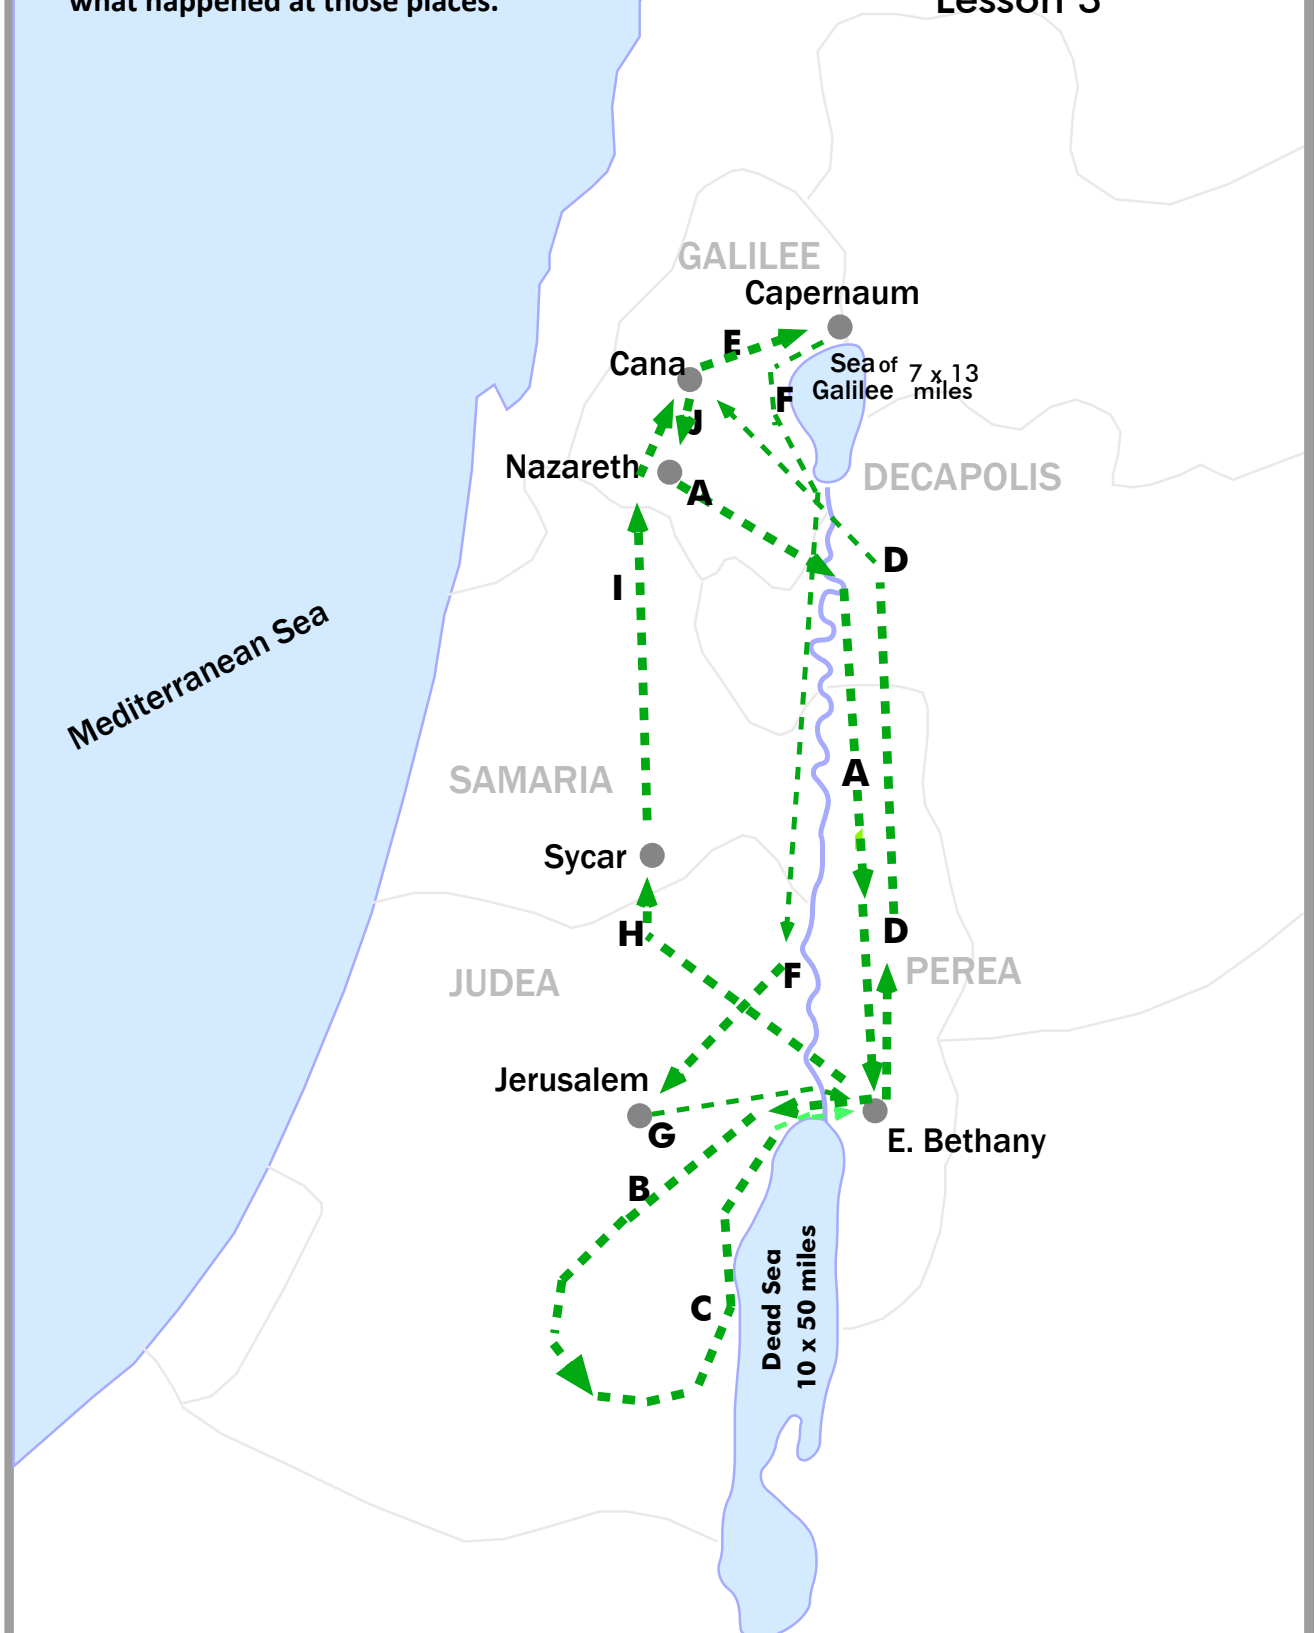 what happened at those places.
Lesson 3
GALILEE
Capernaum
E
Cana
Sea of
Galilee
7 x 13
miles
F
J
Nazareth
A
DECAPOLIS
D
I
Mediterranean Sea
A
SAMARIA
Sycar
H
D
F
PEREA
JUDEA
Jerusalem
G
E. Bethany
B
C
Dead Sea
10 x 50 miles